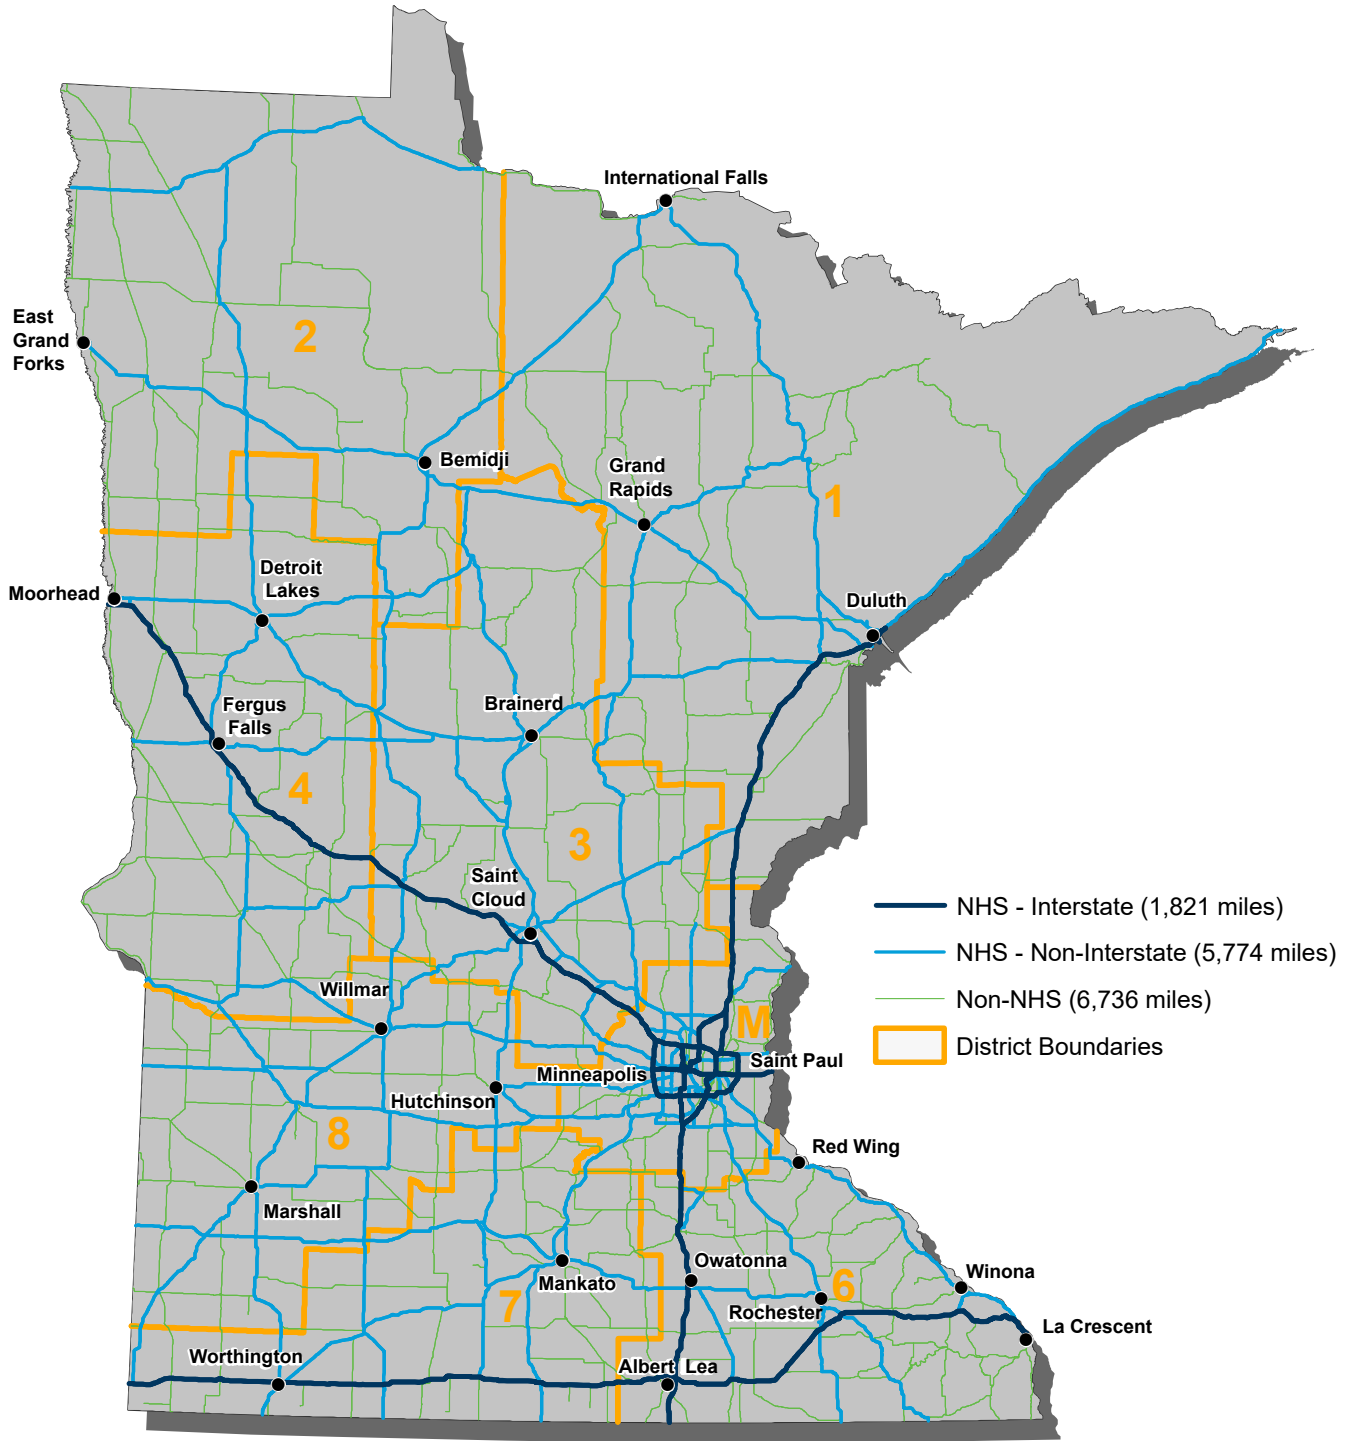 International Falls
East
Grand
Forks
2
Bemidji
Grand
Rapids
1
Moorhead
Detroit
Lakes
Duluth
Fergus
Falls
Brainerd
4
3
Saint
Cloud
NHS - Interstate (1,821 miles)
NHS - Non-Interstate (5,774 miles)
Non-NHS (6,736 miles)
District Boundaries
Willmar
M
Saint Paul
Minneapolis
Hutchinson
8
Red Wing
Marshall
Owatonna
Winona
Mankato
6
7
Rochester
La Crescent
Worthington
Albert Lea